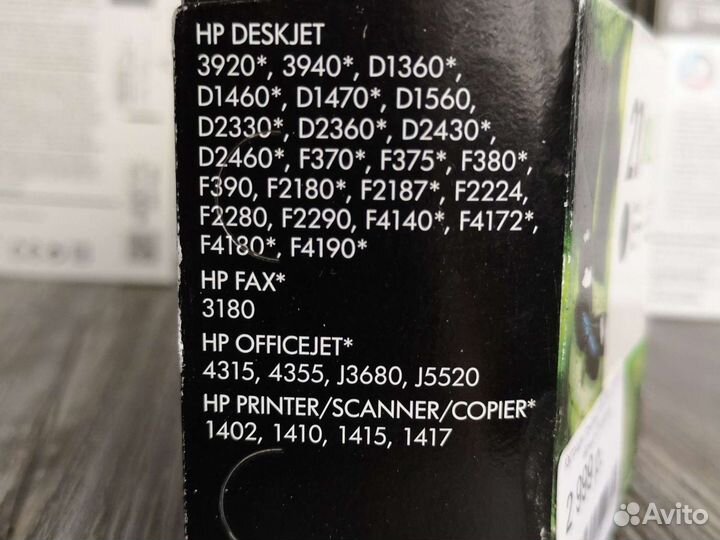 HP DESKJET
3920*, 3940*, D1360*,
D1460*, D1470*, D1560,
D2330*, D2360*, D2430*,
D2460*, F370*, F375*, F380*,
F390, F2180*, F2187*, F2224,
F2280, F2290, F4140*, F4172*,
F4180*, F4190*
HP FAX*
3180
HP OFFICEJET*
4315, 4355, J3680, J5520
HP PRINTER/SCANNER/COPIER*
1402, 1410, 1415, 1417
2 999
Avito